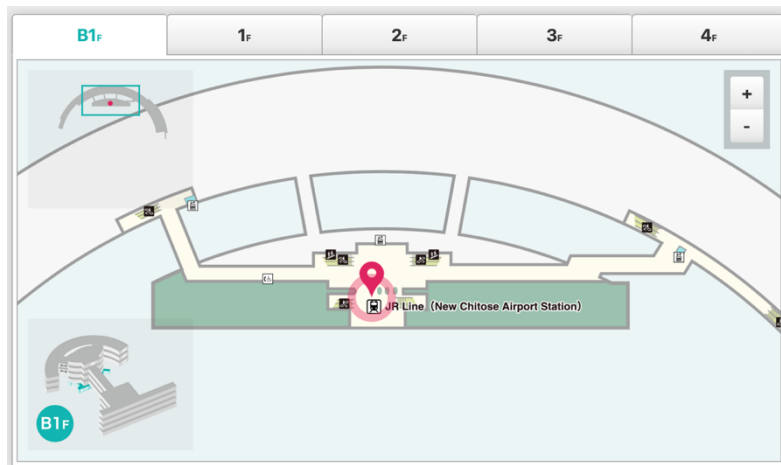 B1F
1F
2F
3F
4F
+
-
JR Line (New Chitose Airport Station)
B1F